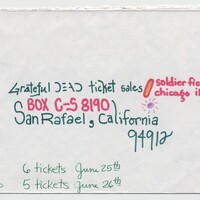 Grateful DEAD ticket sales
soldier fie
chicago il
BOX C-S 8190
San Rafael, California
94912
6 tickets June 25th
5 tickets June 26th